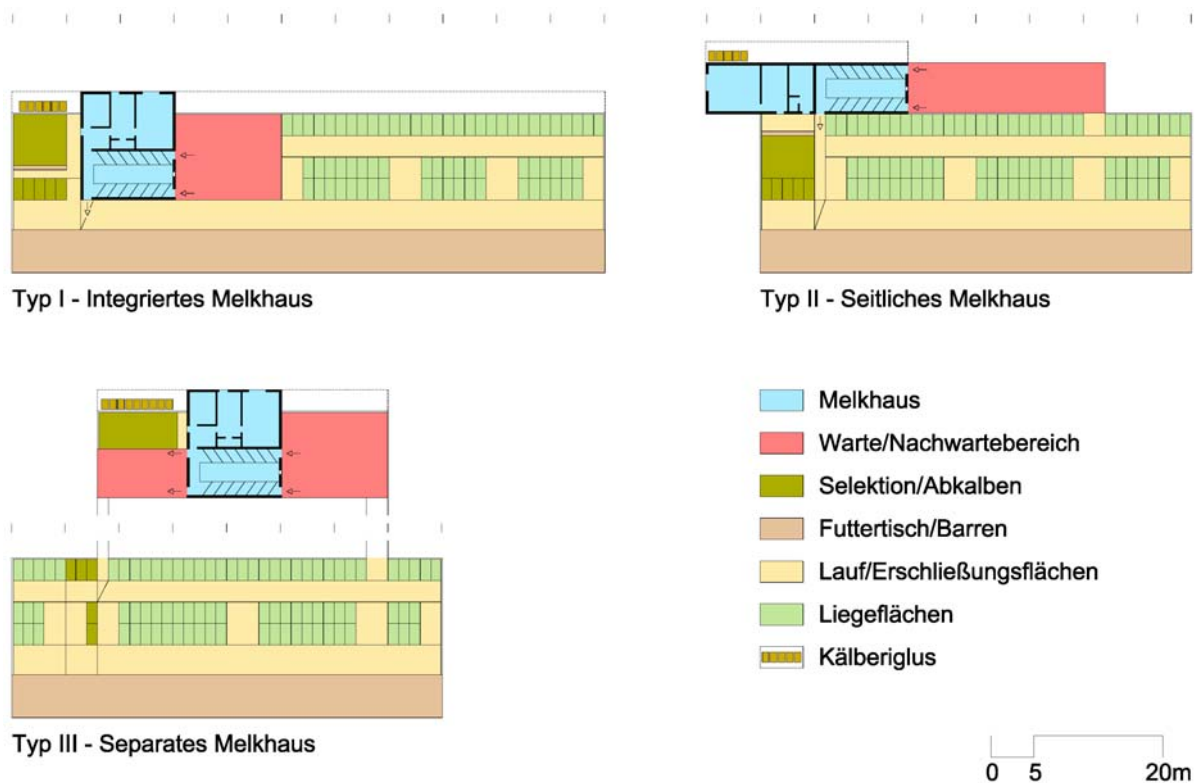 Typ I - Integriertes Melkhaus
Typ II - Seitliches Melkhaus
Melkhaus
Warte/Nachwartebereich
Selektion/Abkalben
Futtertisch/Barren
Lauf/Erschließungsflächen
Liegeflächen
Kälberiglus
Typ III - Separates Melkhaus
0 5 20m